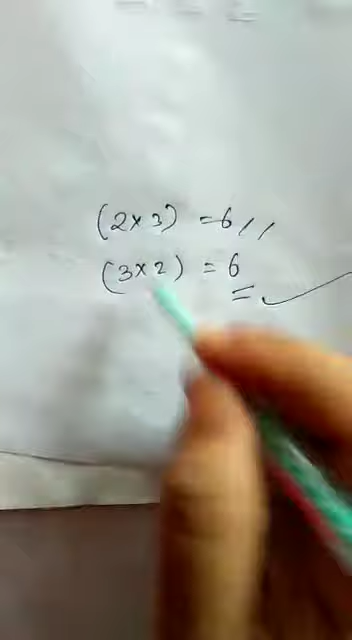 (2×3) =6//
(3×2) = 6